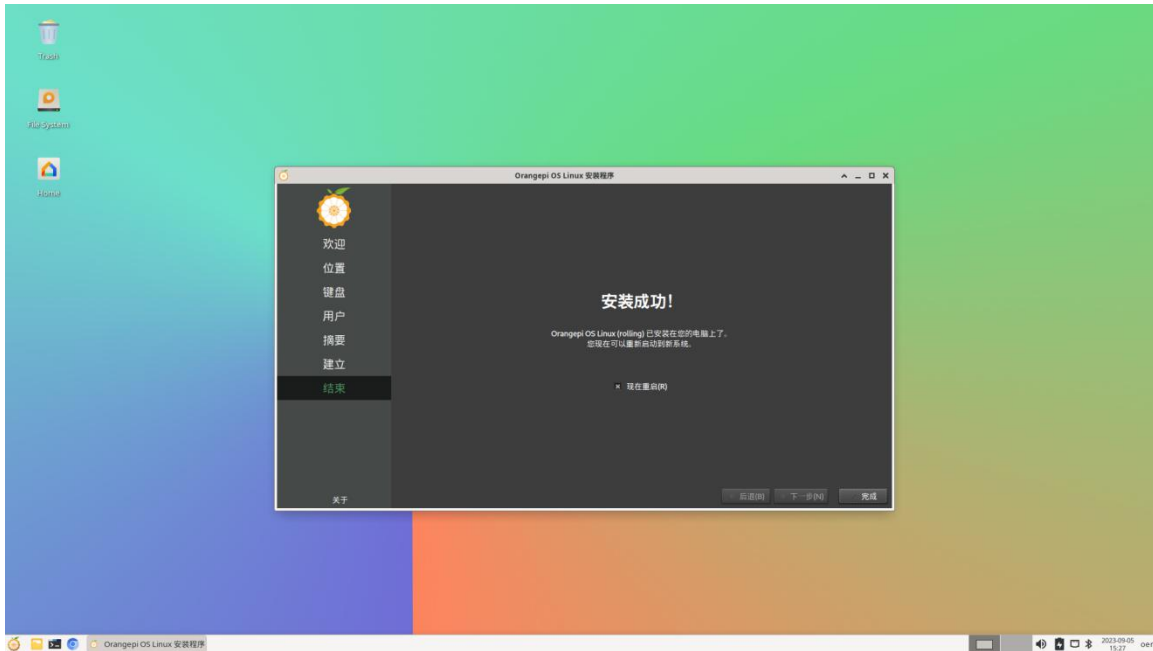 Trash
File System
Home
Orangepi OS Linux 安装程序
欢迎
位置
键盘
用户
摘要
建立
结束
关于
安装成功!
Orangepi OS Linux (rolling) 已安装在您的电脑上了。
您现在可以重新启动到新系统。
现在重启(R)
后退(B)
下一步(N)
完成
Orangepi OS Linux 安装程序
2023-09-05
15:27
oem